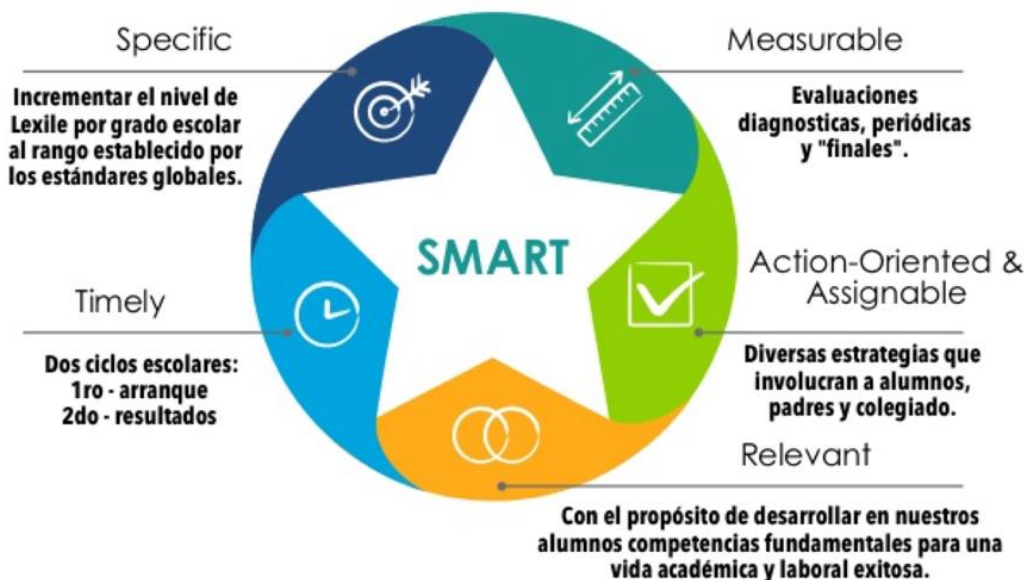 Specific
Incrementar el nivel de
Lexile por grado escolar
al rango establecido por
los estándares globales.
Measurable
Evaluaciones
diagnosticas, periódicas
y "finales".
SMART
Action-Oriented &
Assignable
Diversas estrategias que
involucran a alumnos,
padres y colegiado.
Timely
Dos ciclos escolares:
1ro - arranque
2do - resultados
Relevant
Con el propósito de desarrollar en nuestros
alumnos competencias fundamentales para una
vida académica y laboral exitosa.